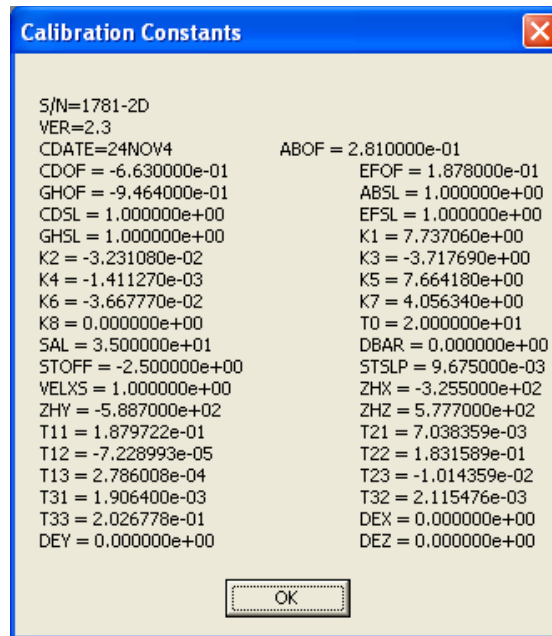 Calibration Constants
S/N=1781-2D
VER=2.3
CDATE=24NOV4 ABOF = 2.810000e-01
CDOF = -6.630000e-01 EFOF = 1.878000e-01
GHOF = -9.464000e-01 ABSL = 1.000000e+00
CDSL = 1.000000e+00 EFSL = 1.000000e+00
GHSL = 1.000000e+00 K1 = 7.737060e+00
K2 = -3.231080e-02 K3 = -3.717690e+00
K4 = -1.411270e-03 K5 = 7.664180e+00
K6 = -3.667770e-02 K7 = 4.056340e+00
K8 = 0.000000e+00 T0 = 2.000000e+01
SAL = 3.500000e+01 DBAR = 0.000000e+00
STOFF = -2.500000e+00 STSLP = 9.675000e-03
VELXS = 1.000000e+00 ZHX = -3.255000e+02
ZHY = -5.887000e+02 ZHZ = 5.777000e+02
T11 = 1.879722e-01 T21 = 7.038359e-03
T12 = -7.228993e-05 T22 = 1.831589e-01
T13 = 2.786008e-04 T23 = -1.014359e-02
T31 = 1.906400e-03 T32 = 2.115476e-03
T33 = 2.026778e-01 DEX = 0.000000e+00
DEY = 0.000000e+00 DEZ = 0.000000e+00
OK